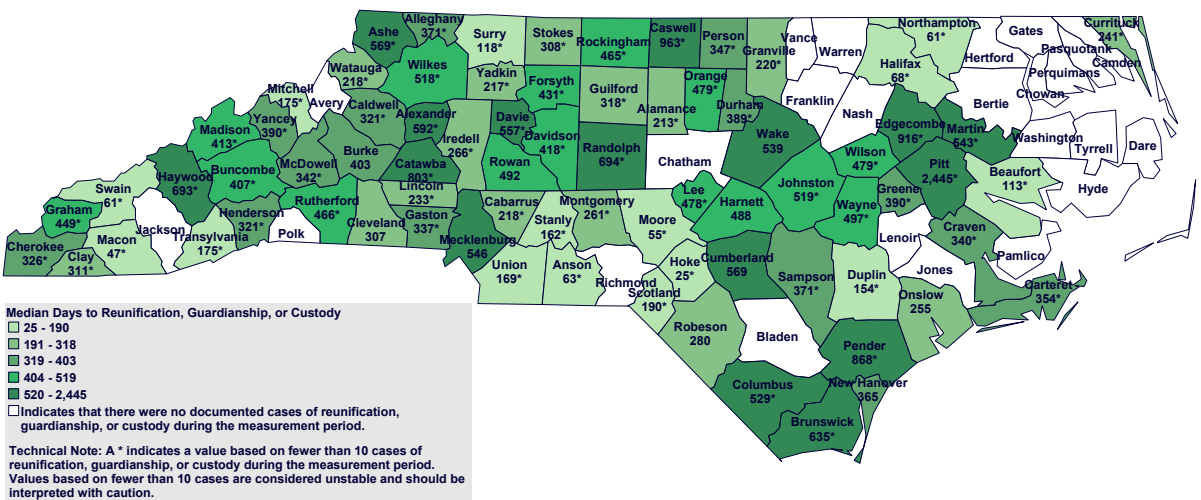 Ashe
569*
Alleghany
371*
Surry
118*
Stokes
308*
Rockingham
465*
Caswell
963*
Person
347*
Granville
220*
Vance
Warren
Northampton
61*
Gates
Currituck
241*
Pasquotank
Camden
Hertford
Perquimans
Chowan
Halifax
68*
Wilkes
518*
Watauga
218*
Yadkin
217*
Forsyth
431*
Guilford
318*
Alamance
213*
Orange
479*
Durham
389*
Franklin
Nash
Bertie
Mitchell
175*
Avery
Yancey
390*
Caldwell
321*
Alexander
592*
Iredell
266*
Davie
557*
Davidson
418*
Randolph
694*
Chatham
Wake
539
Edgecombe
916*
Martin
543*
Washington
Tyrrell
Dare
Madison
413*
Buncombe
407*
McDowell
342*
Burke
403
Catawba
803*
Rowan
492
Wilson
479*
Pitt
2,445*
Beaufort
113*
Hyde
Haywood
693*
Swain
61*
Graham
449*
Lincoln
233*
Rutherford
466*
Cleveland
307
Gaston
337*
Henderson
321*
Polk
Transylvania
175*
Jackson
Macon
47*
Cherokee
326*
Clay
311*
Mecklenburg
546
Cabarrus
218*
Stanly
162*
Montgomery
261*
Moore
55*
Lee
478*
Harnett
488
Johnston
519*
Wayne
497*
Greene
390*
Lenoir
Craven
340*
Pamlico
Jones
Carteret
354*
Union
169*
Anson
63*
Richmond
Scotland
190*
Hoke
25*
Cumberland
569
Sampson
371*
Duplin
154*
Onslow
255
Robeson
280
Bladen
Pender
868*
New Hanover
365
Columbus
529*
Brunswick
635*
Median Days to Reunification, Guardianship, or Custody
25 - 190
191 - 318
319 - 403
404 - 519
520 - 2,445
Indicates that there were no documented cases of reunification,
guardianship, or custody during the measurement period.
Technical Note: A * indicates a value based on fewer than 10 cases of
reunification, guardianship, or custody during the measurement period.
Values based on fewer than 10 cases are considered unstable and should be
interpreted with caution.